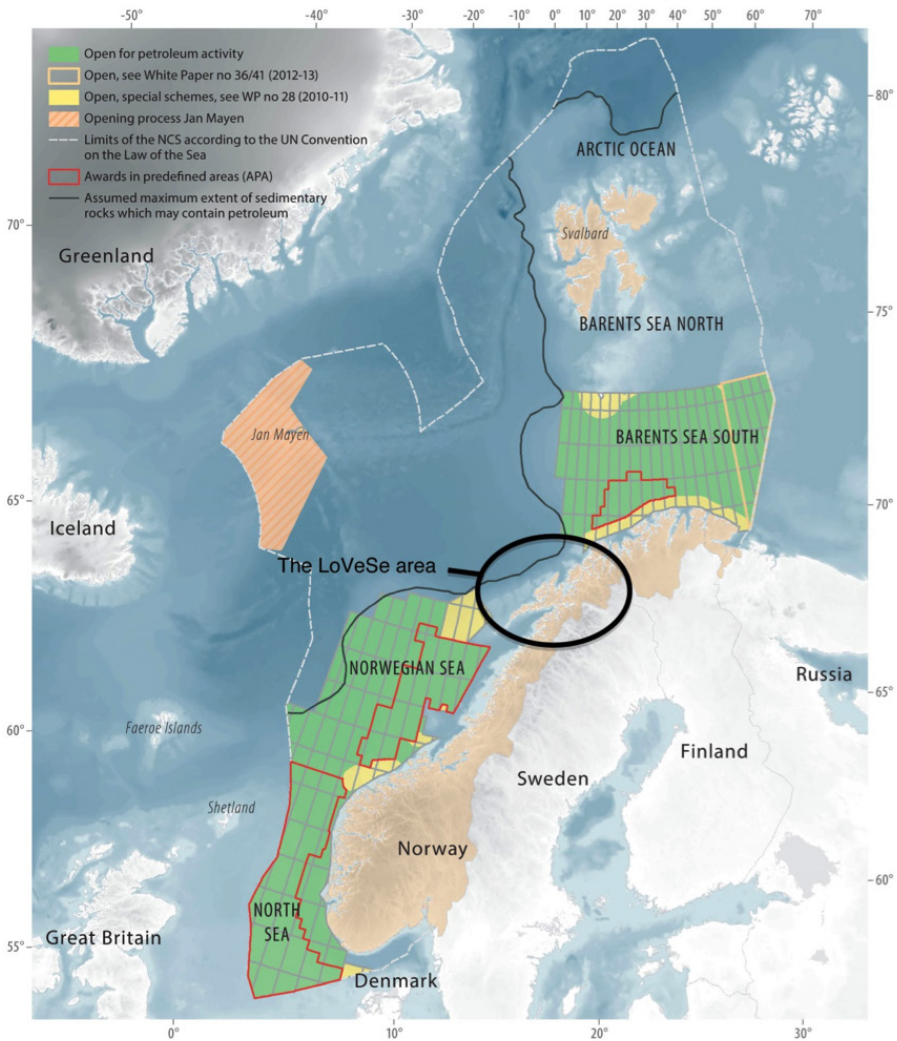 -50°
-40°
-30°
-20°
-10°
0°
10°
20°
30°
40°
50°
60°
70°
Open for petroleum activity
Open, see White Paper no 36/41 (2012-13)
Open, special schemes, see WP no 28 (2010-11)
Opening process Jan Mayen
Limits of the NCS according to the UN Convention
on the Law of the Sea
Awards in predefined areas (APA)
Assumed maximum extent of sedimentary
rocks which may contain petroleum
80°
ARCTIC OCEAN
70°
Svalbard
Greenland
75°
BARENTS SEA NORTH
Jan Mayen
BARENTS SEA SOUTH
65°
70°
Iceland
The LoVeSe area
NORWEGIAN SEA
Russia
65°
Faeroe Islands
60°
Finland
Sweden
Shetland
Norway
60°
NORTH
SEA
Great Britain
55°
Denmark
0°
10°
20°
30°